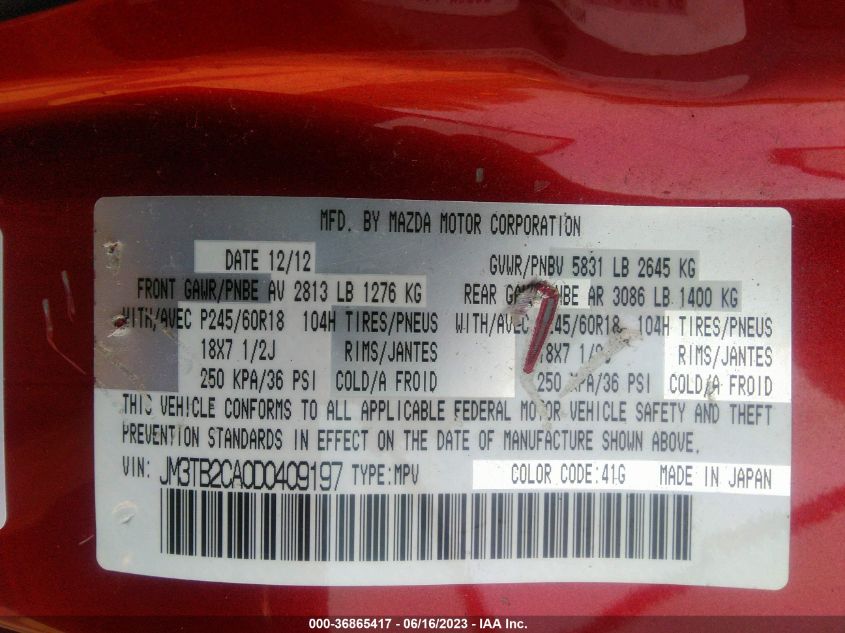 MFD. BY MAZDA MOTOR CORPORATION
DATE 12/12 GVWR/PNBV 5831 LB 2645 KG
FRONT GAWR/PNBE AV 2813 LB 1276 KG REAR AR 3086 LB 1400 KG
WITH/AVEC P245/60R18 104H TIRES/PNEUS WITH/AVEC 245/60R18 104H TIRES/PNEUS
18X7 1/2J RIMS/JANTES 18X7 1/2J RIMS/JANTES
250 KPA/36 PSI COLD/A FROID 250 KPA/36 PSI COLD/A FROID
THIS VEHICLE CONFORMS TO ALL APPLICABLE FEDERAL MOTOR VEHICLE SAFETY AND THEFT
PREVENTION STANDARDS IN EFFECT ON THE DATE OF MANUFACTURE SHOWN ABOVE.
VIN: JM3TB2CA0D0409197 TYPE:MPV COLOR CODE:41G MADE IN JAPAN
000-36865417 - 06/16/2023 - IAA Inc.